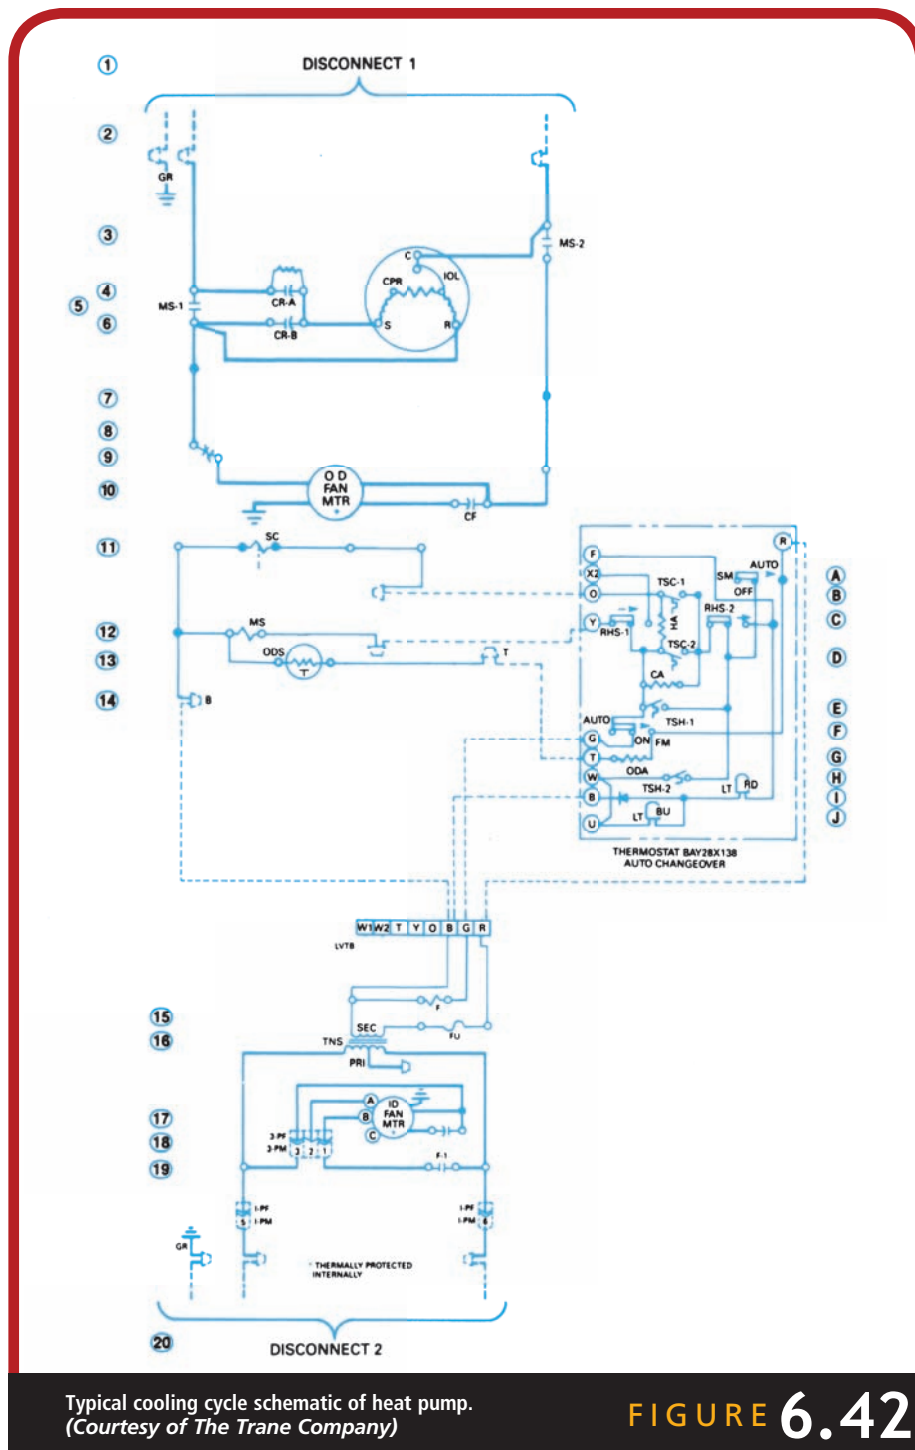 1
DISCONNECT 1
2
GR
3
MS-2
C
CPR
IOL
4
CR-A
5
MS-1
6
CR-B
S
R
7
8
9
10
O D
FAN
MTR
*
CF
11
SC
F
R
X2
TSC-1
SM
AUTO
A
O
OFF
B
RHS-2
C
12
MS
Y
RHS-1
HA
13
ODS
T
T
TSC-2
D
CA
14
B
E
AUTO
TSH-1
F
G
ON
FM
T
G
W
ODA
H
TSH-2
LT
RD
B
I
LT
BU
J
U
THERMOSTAT BAY28X138
AUTO CHANGEOVER
W1 W2 T Y O B G R
LVTB
F
15
SEC
FU
16
TNS
PRI
17
A
ID
FAN
MTR
*
B
C
18
3-PF
3-PM
3 2 1
F-1
19
1-PF
1-PM
5
1-PF
1-PM
6
GR
* THERMALLY PROTECTED
INTERNALLY
20
DISCONNECT 2
Typical cooling cycle schematic of heat pump.
(Courtesy of The Trane Company)
FIGURE 6.42